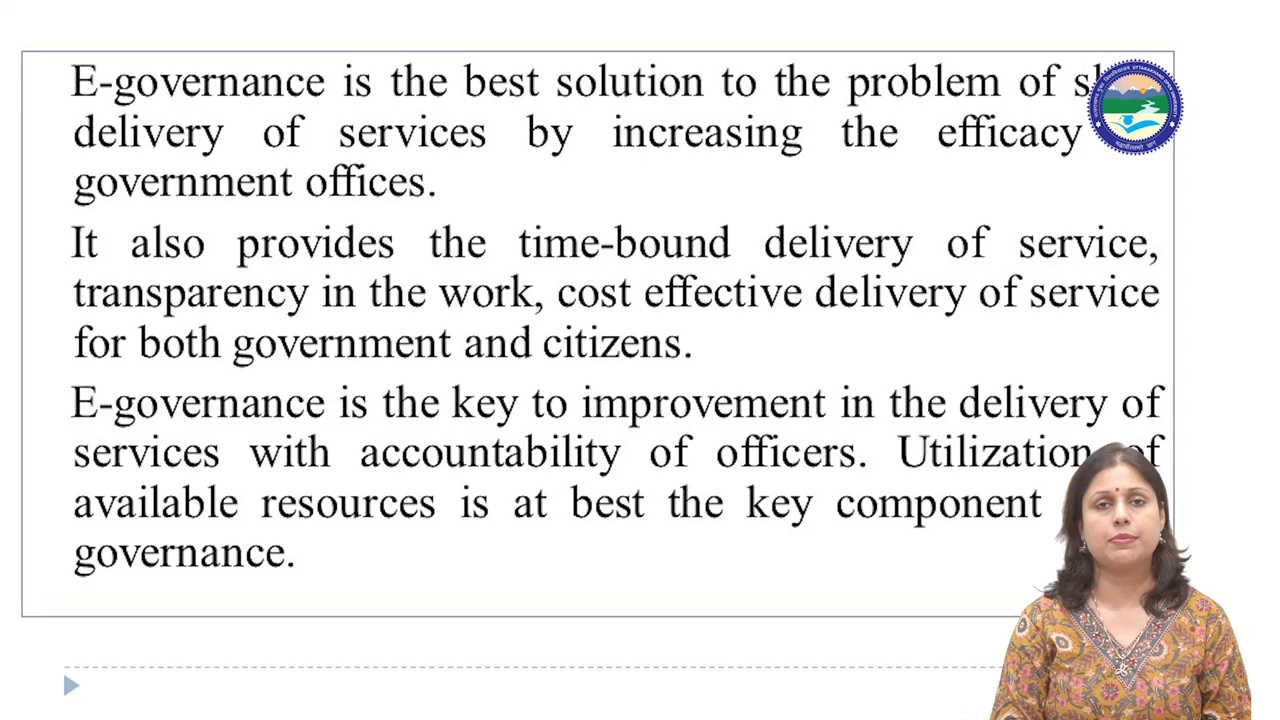 E-governance is the best solution to the problem of
delivery of services by increasing the efficacy
government offices.
It also provides the time-bound delivery of service,
transparency in the work, cost effective delivery of service
for both government and citizens.
E-governance is the key to improvement in the delivery of
services with accountability of officers. Utilization of
available resources is at best the key component
governance.